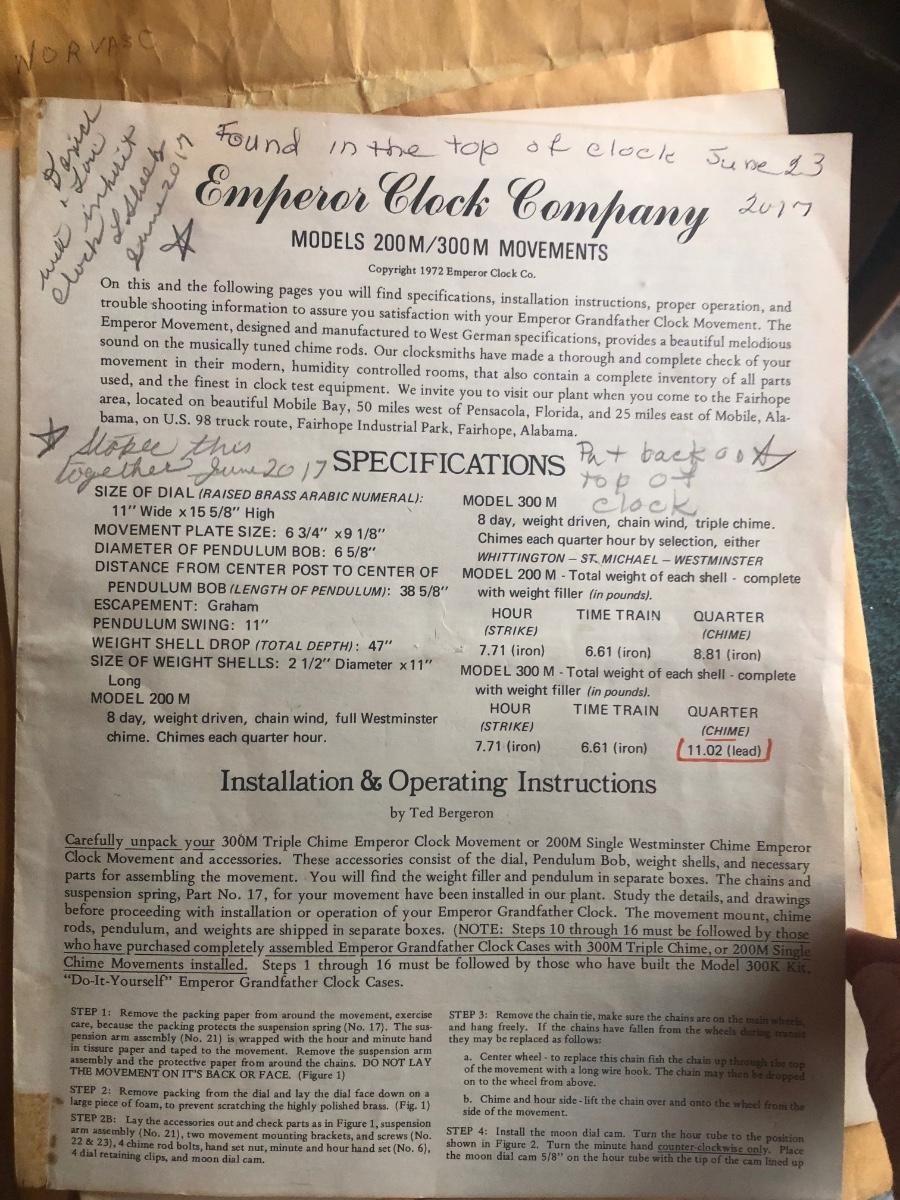 NORVASC
Found in the top of clock June 23
2017
Denise
& Lou
will inherit
clock & Sheets
June 2017
Emperor Clock Company
MODELS 200M/300M MOVEMENTS
Copyright 1972 Emperor Clock Co.
On this and the following pages you will find specifications, installation instructions, proper operation, and
trouble shooting information to assure you satisfaction with your Emperor Grandfather Clock Movement. The
Emperor Movement, designed and manufactured to West German specifications, provides a beautiful melodious
sound on the musically tuned chime rods. Our clocksmiths have made a thorough and complete check of your
movement in their modern, humidity controlled rooms, that also contain a complete inventory of all parts
used, and the finest in clock test equipment. We invite you to visit our plant when you come to the Fairhope
area, located on beautiful Mobile Bay, 50 miles west of Pensacola, Florida, and 25 miles east of Mobile, Ala-
bama, on U.S. 98 truck route, Fairhope Industrial Park, Fairhope, Alabama.
Staple this
together June 2017
Put back
top of
clock
SPECIFICATIONS
SIZE OF DIAL (RAISED BRASS ARABIC NUMERAL):
11" Wide x 15 5/8" High
MOVEMENT PLATE SIZE: 6 3/4" x 9 1/8"
DIAMETER OF PENDULUM BOB: 6 5/8"
DISTANCE FROM CENTER POST TO CENTER OF
PENDULUM BOB (LENGTH OF PENDULUM): 38 5/8"
ESCAPEMENT: Graham
PENDULUM SWING: 11"
WEIGHT SHELL DROP (TOTAL DEPTH): 47"
SIZE OF WEIGHT SHELLS: 2 1/2" Diameter x 11"
Long
MODEL 200 M
8 day, weight driven, chain wind, full Westminster
chime. Chimes each quarter hour.
MODEL 300 M
8 day, weight driven, chain wind, triple chime.
Chimes each quarter hour by selection, either
WHITTINGTON – ST. MICHAEL – WESTMINSTER
MODEL 200 M - Total weight of each shell - complete
with weight filler (in pounds).
HOUR TIME TRAIN QUARTER
(STRIKE) (CHIME)
7.71 (iron) 6.61 (iron) 8.81 (iron)
MODEL 300 M - Total weight of each shell - complete
with weight filler (in pounds).
HOUR TIME TRAIN QUARTER
(STRIKE) (CHIME)
7.71 (iron) 6.61 (iron) 11.02 (lead)
Installation & Operating Instructions
by Ted Bergeron
Carefully unpack your 300M Triple Chime Emperor Clock Movement or 200M Single Westminster Chime Emperor
Clock Movement and accessories. These accessories consist of the dial, Pendulum Bob, weight shells, and necessary
parts for assembling the movement. You will find the weight filler and pendulum in separate boxes. The chains and
suspension spring, Part No. 17, for your movement have been installed in our plant. Study the details, and drawings
before proceeding with installation or operation of your Emperor Grandfather Clock. The movement mount, chime
rods, pendulum, and weights are shipped in separate boxes. (NOTE: Steps 10 through 16 must be followed by those
who have purchased completely assembled Emperor Grandfather Clock Cases with 300M Triple Chime, or 200M Single
Chime Movements installed. Steps 1 through 16 must be followed by those who have built the Model 300K Kit,
"Do-It-Yourself" Emperor Grandfather Clock Cases.
STEP 1: Remove the packing paper from around the movement, exercise
care, because the packing protects the suspension spring (No. 17). The sus-
pension arm assembly (No. 21) is wrapped with the hour and minute hand
in tissure paper and taped to the movement. Remove the suspension arm
assembly and the protective paper from around the chains. DO NOT LAY
THE MOVEMENT ON IT'S BACK OR FACE. (Figure 1)
STEP 2: Remove packing from the dial and lay the dial face down on a
large piece of foam, to prevent scratching the highly polished brass. (Fig. 1)
STEP 2B: Lay the accessories out and check parts as in Figure 1, suspension
arm assembly (No. 21), two movement mounting brackets, and screws (No.
22 & 23), 4 chime rod bolts, hand set nut, minute and hour hand set (No. 6),
4 dial retaining clips, and moon dial cam.
STEP 3: Remove the chain tie, make sure the chains are on the main wheels,
and hang freely. If the chains have fallen from the wheels during transit
they may be replaced as follows:
a. Center wheel - to replace this chain fish the chain up through the top
of the movement with a long wire hook. The chain may then be dropped
on to the wheel from above.
b. Chime and hour side - lift the chain over and onto the wheel from the
side of the movement.
STEP 4: Install the moon dial cam. Turn the hour tube to the position
shown in Figure 2. Turn the minute hand counter-clockwise only. Place
the moon dial cam 5/8" on the hour tube with the tip of the cam lined up